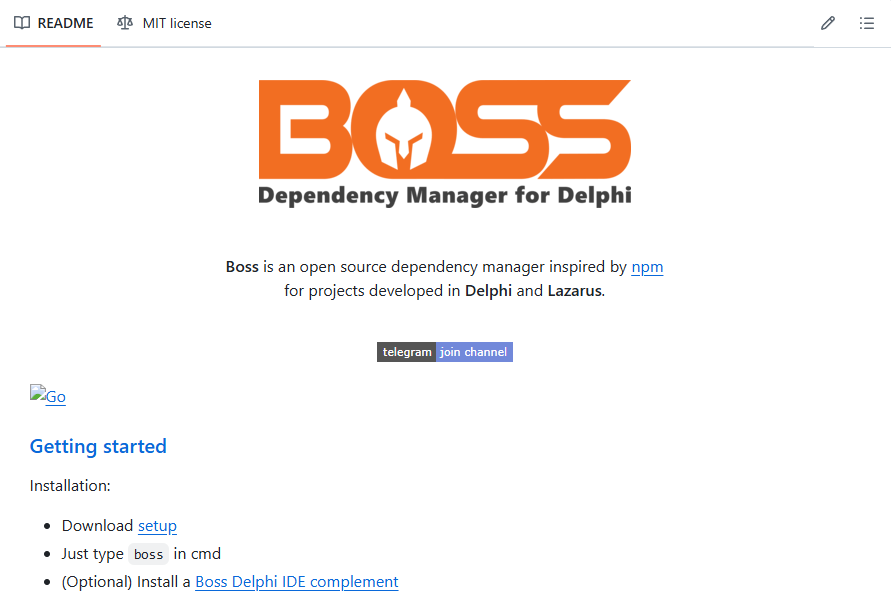 README
MIT license
BOSS
Dependency Manager for Delphi
Boss is an open source dependency manager inspired by npm
for projects developed in Delphi and Lazarus.
telegram join channel
Go
Getting started
Installation:
Download setup
Just type boss in cmd
(Optional) Install a Boss Delphi IDE complement